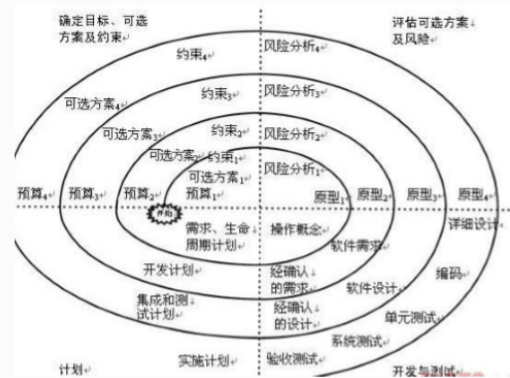 确定目标、可选
方案及约束
评估可选方案
及风险
约束4
风险分析4
可选方案4
约束3
风险分析3
可选方案3
约束2
风险分析2
可选方案2
约束1
风险分析1
可选方案1
预算4
预算3
预算2
预算1
原型1
原型2
原型3
原型4
开始
需求、生命
周期计划
操作概念
软件需求
详细设计
开发计划
经确认
的需求
软件设计
编码
集成和测
试计划
经确认
的设计
单元测试
系统测试
实施计划
验收测试
计划
开发与测试